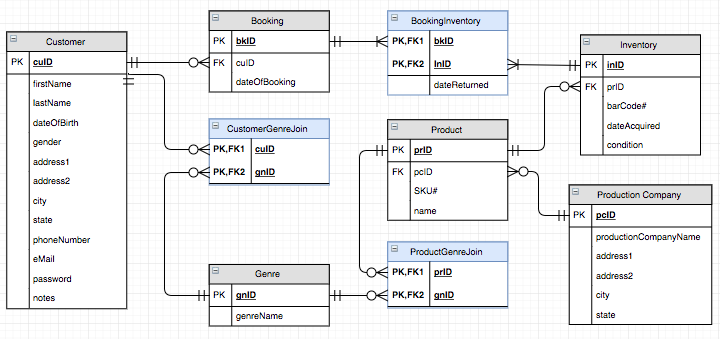 Customer
PK cuID
firstName
lastName
dateOfBirth
gender
address1
address2
city
state
phoneNumber
eMail
password
notes
Booking
PK bkID
FK cuID
dateOfBooking
BookingInventory
PK,FK1 bkID
PK,FK2 InID
dateReturned
Inventory
PK inID
FK prID
barCode#
dateAcquired
condition
CustomerGenreJoin
PK,FK1 cuID
PK,FK2 gnID
Product
PK prID
FK pcID
SKU#
name
Production Company
PK pcID
productionCompanyName
address1
address2
city
state
Genre
PK gnID
genreName
ProductGenreJoin
PK,FK1 prID
PK,FK2 gnID